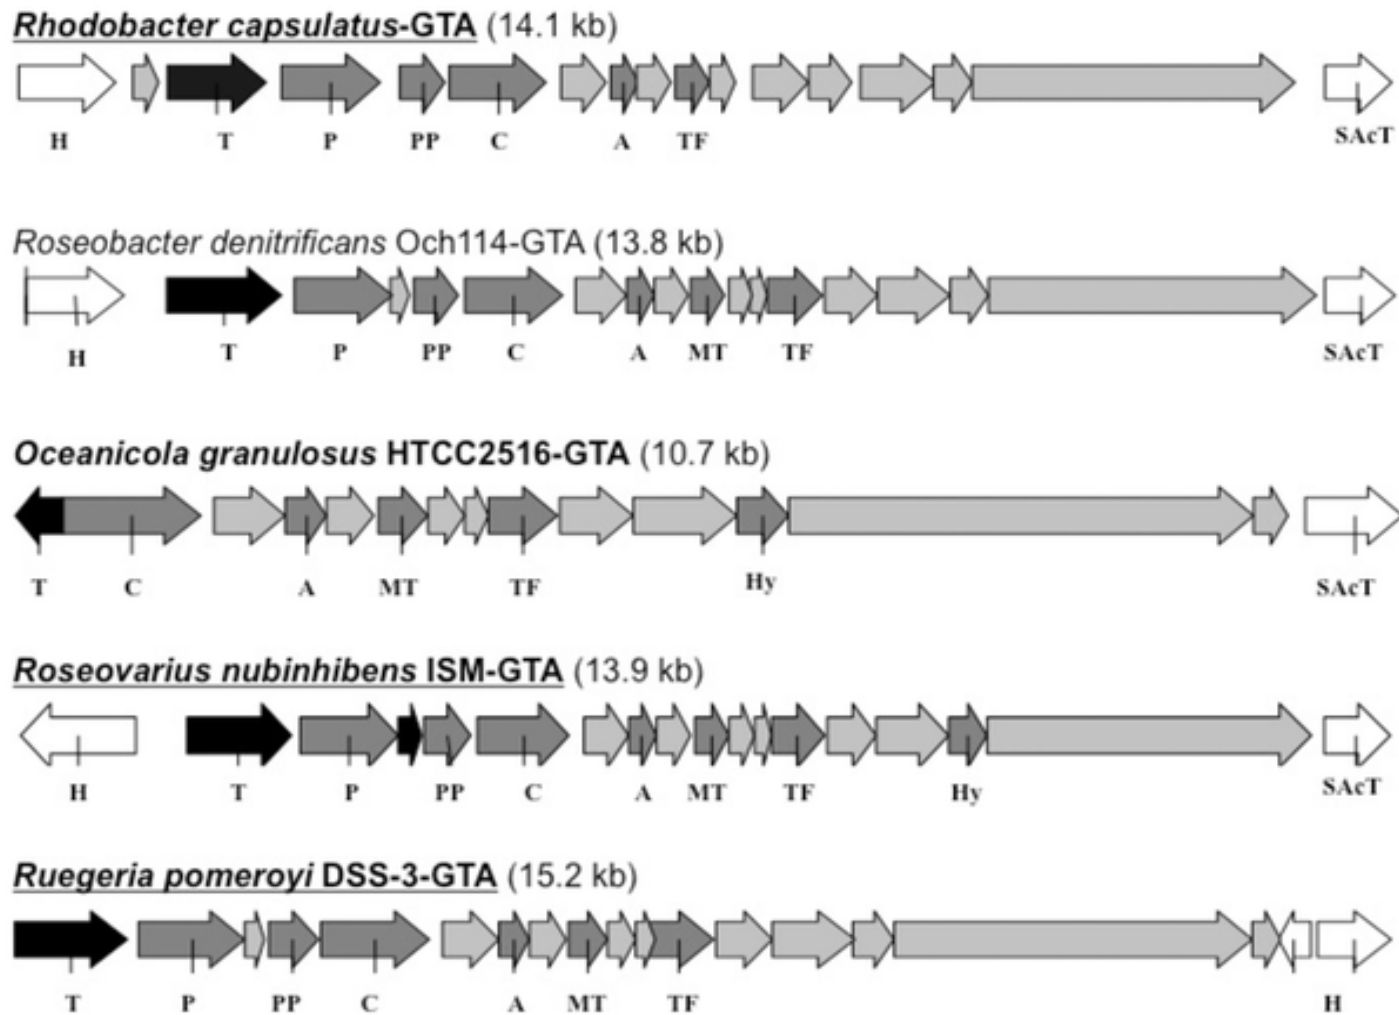 Rhodobacter capsulatus-GTA (14.1 kb)
H T P PP C A TF SAcT
Roseobacter denitrificans Och114-GTA (13.8 kb)
H T P PP C A MT TF SAcT
Oceanicola granulosus HTCC2516-GTA (10.7 kb)
T C A MT TF Hy SAcT
Roseovarius nubinhibens ISM-GTA (13.9 kb)
H T P PP C A MT TF Hy SAcT
Ruegeria pomeroyi DSS-3-GTA (15.2 kb)
T P PP C A MT TF H